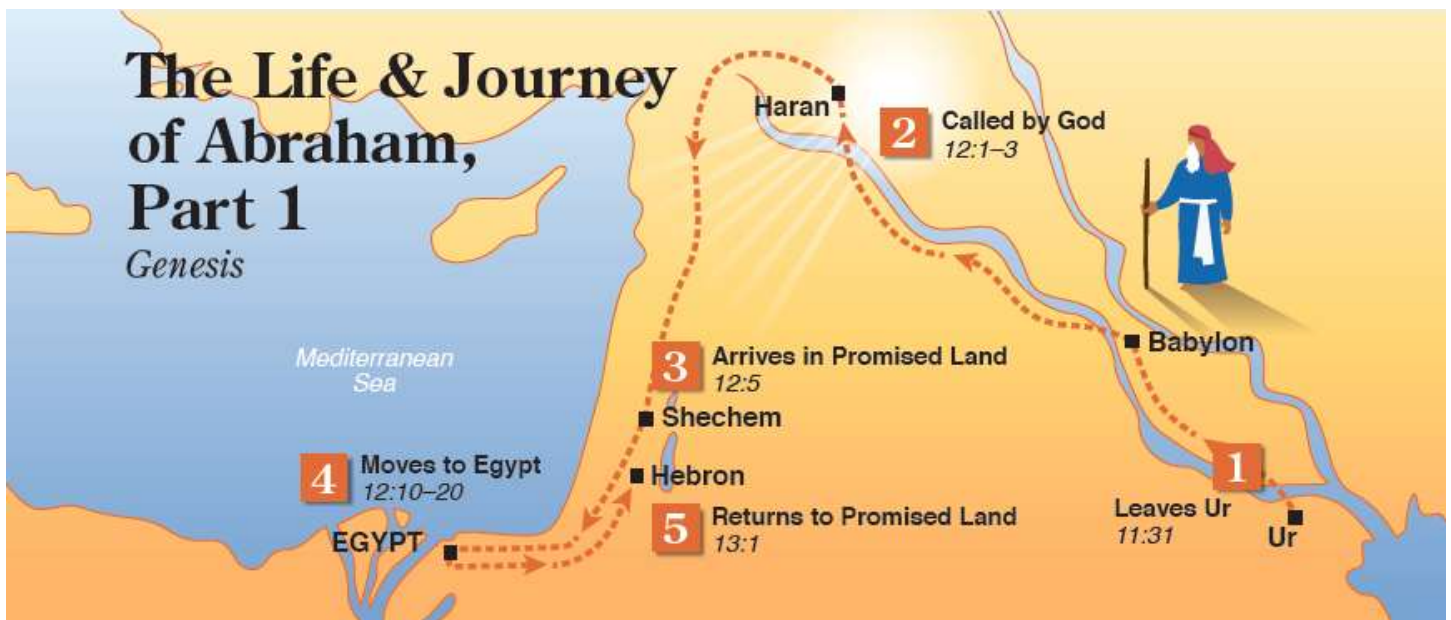 The Life & Journey
of Abraham,
Part 1
Genesis
Haran
2
Called by God
12:1–3
Babylon
Mediterranean
Sea
3
Arrives in Promised Land
12:5
Shechem
4
Moves to Egypt
12:10–20
Hebron
1
Leaves Ur
11:31
Ur
5
Returns to Promised Land
13:1
EGYPT